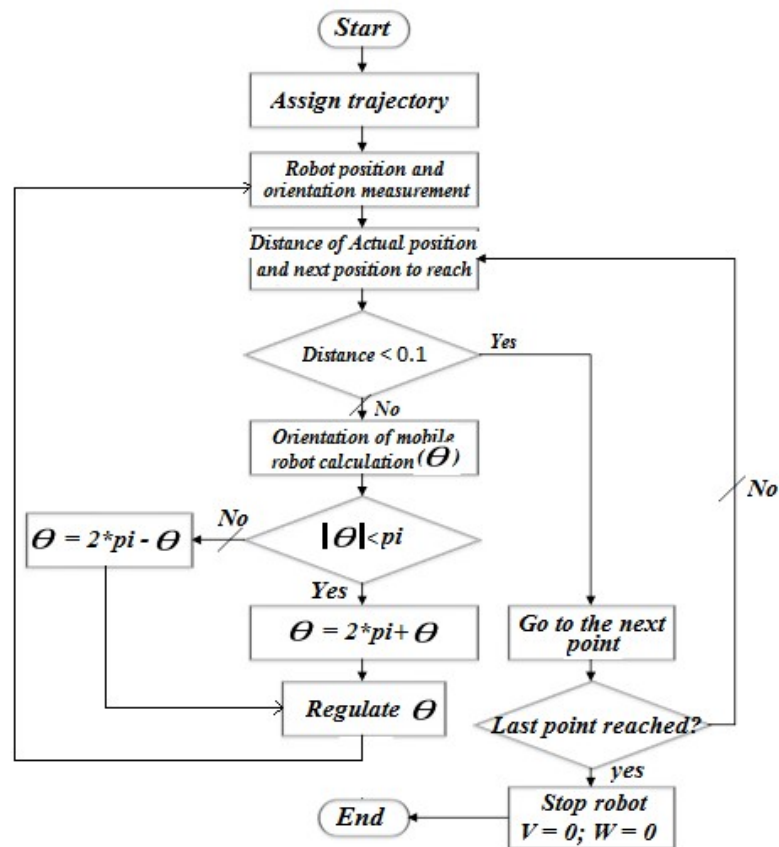 Start
Assign trajectory
Robot position and
orientation measurement
Distance of Actual position
and next position to reach
Distance < 0.1
Yes
No
Orientation of mobile
robot calculation (ϴ)
No
|ϴ|< pi
No
ϴ = 2*pi - ϴ
Yes
ϴ = 2*pi+ ϴ
Go to the next
point
Regulate ϴ
Last point reached?
yes
Stop robot
V = 0; W = 0
End